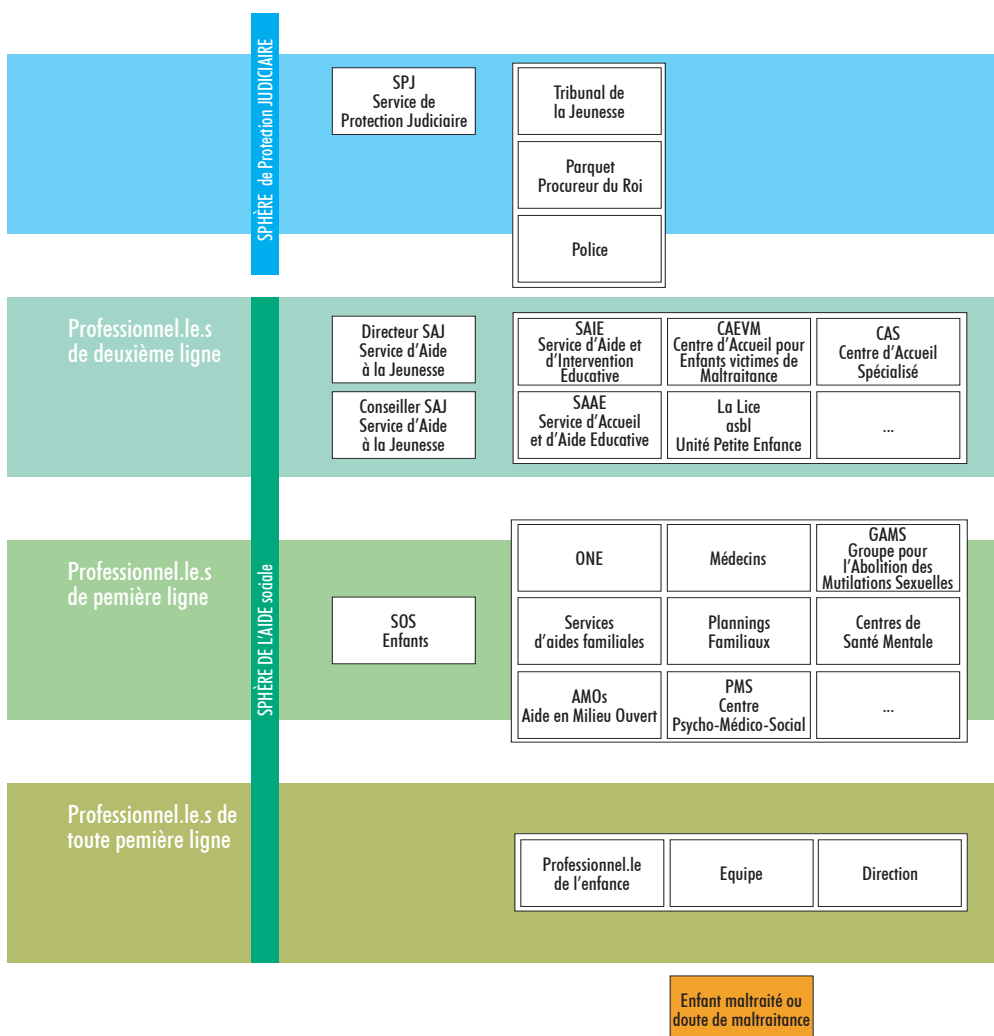 SPHÈRE de Protection JUDICIAIRE
SPJ
Service de
Protection Judiciaire
Tribunal de
la Jeunesse
Parquet
Procureur du Roi
Police
SPHÈRE DE L'AIDE sociale
Professionnel.le.s
de deuxième ligne
Directeur SAJ
Service d'Aide
à la Jeunesse
Conseiller SAJ
Service d'Aide
à la Jeunesse
SAIE
Service d'Aide et
d'Intervention
Educative
CAEVM
Centre d'Accueil pour
Enfants victimes de
Maltraitance
CAS
Centre d'Accueil
Spécialisé
SAAE
Service d'Accueil
et d'Aide Educative
La Lice
asbl
Unité Petite Enfance
...
Professionnel.le.s
de pemière ligne
SOS
Enfants
ONE
Médecins
GAMS
Groupe pour
l'Abolition des
Mutilations Sexuelles
Services
d'aides familiales
Plannings
Familiaux
Centres de
Santé Mentale
AMOs
Aide en Milieu Ouvert
PMS
Centre
Psycho-Médico-Social
...
Professionnel.le.s de
toute pemière ligne
Professionnel.le
de l'enfance
Equipe
Direction
Enfant maltraité ou
doute de maltraitance